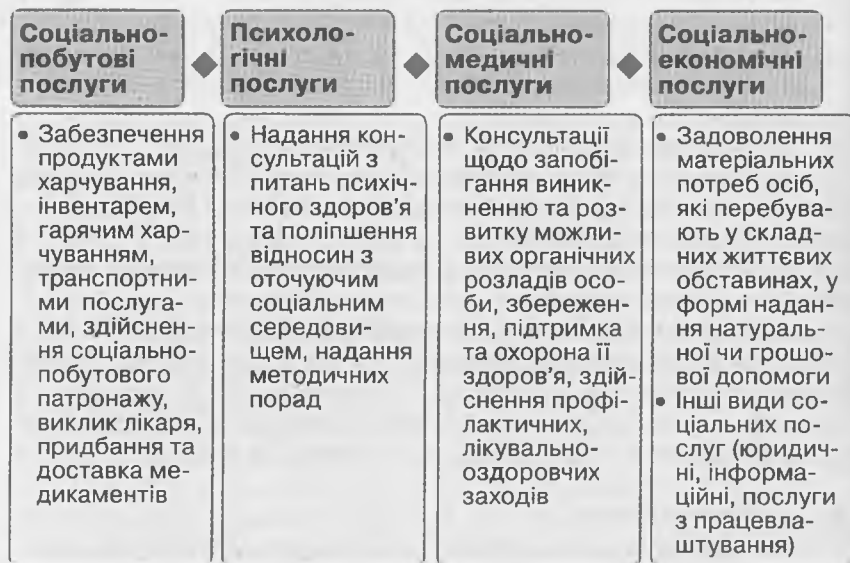 Соціально-
побутові
послуги
Психоло-
гічні
послуги
Соціально-
медичні
послуги
Соціально-
економічні
послуги
• Забезпечення
продуктами
харчування,
інвентарем,
гарячим хар-
чуванням,
транспортни-
ми послуга-
ми, здійснен-
ня соціально-
побутового
патронажу,
виклик лікаря,
придбання та
доставка ме-
дикаментів
• Надання кон-
сультацій з
питань психіч-
ного здоров'я
та поліпшення
відносин з
оточуючим
соціальним
середови-
щем, надання
методичних
порад
• Консультації
щодо запобі-
гання виник-
ненню та роз-
витку можли-
вих органічних
розладів осо-
би, збережен-
ня, підтримка
та охорона її
здоров'я, здій-
снення профі-
лактичних,
лікувально-
оздоровчих
заходів
• Задоволення
матеріальних
потреб осіб,
які перебува-
ють у склад-
них життєвих
обставинах, у
формі надан-
ня натураль-
ної чи грошо-
вої допомоги
• Інші види со-
ціальних по-
слуг (юридич-
ні, інформа-
ційні, послуги
з працевла-
штування)